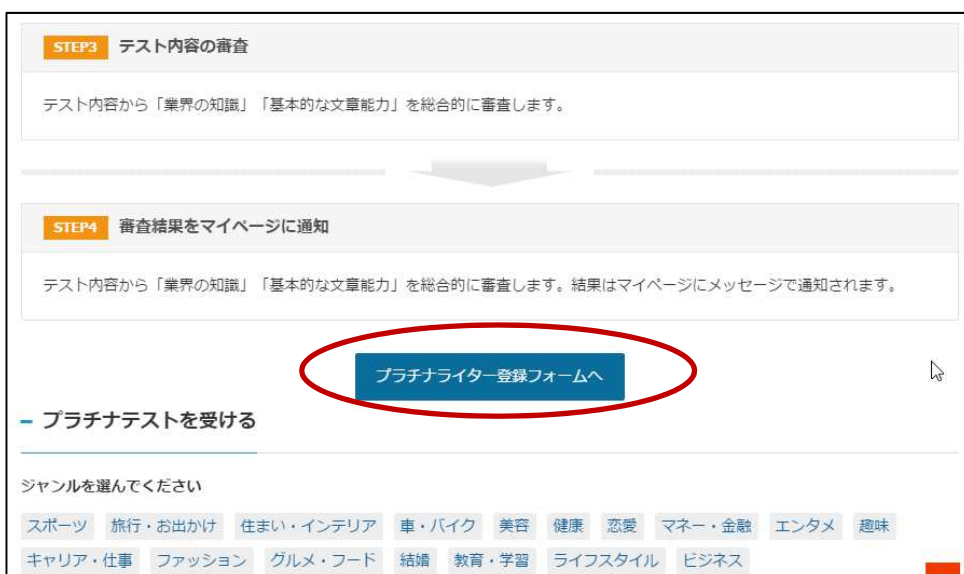 STEP3 テスト内容の審査
テスト内容から「業界の知識」「基本的な文章能力」を総合的に審査します。
STEP4 審査結果をマイページに通知
テスト内容から「業界の知識」「基本的な文章能力」を総合的に審査します。結果はマイページにメッセージで通知されます。
プラチナライター登録フォームへ
プラチナテストを受ける
ジャンルを選んでください
スポーツ 旅行・お出かけ 住まい・インテリア 車・バイク 美容 健康 恋愛 マネー・金融 エンタメ 趣味
キャリア・仕事 ファッション グルメ・フード 結婚 教育・学習 ライフスタイル ビジネス